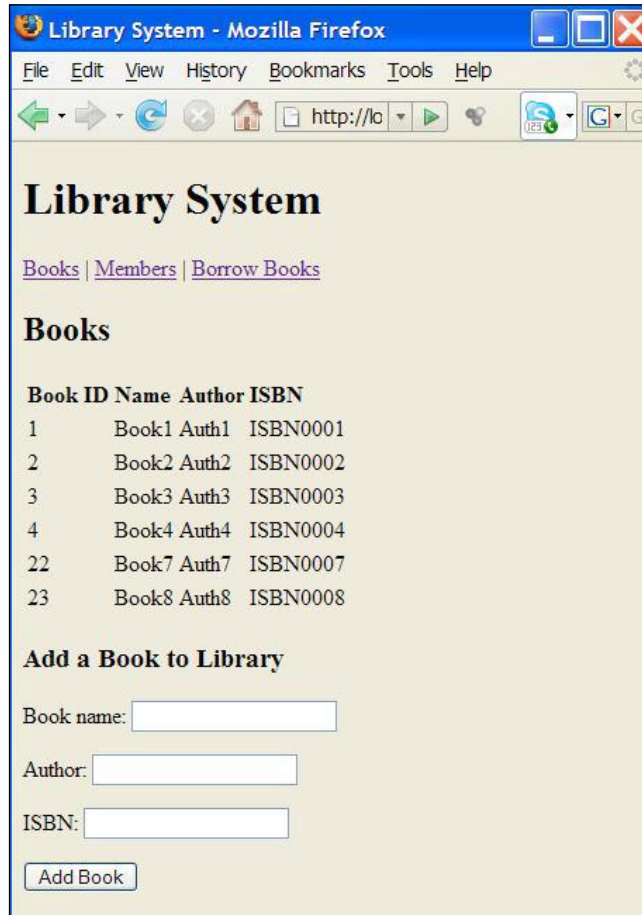 Library System - Mozilla Firefox
File Edit View History Bookmarks Tools Help
http://lo
Library System
Books | Members | Borrow Books
Books
Book ID Name Author ISBN
1 Book1 Auth1 ISBN0001
2 Book2 Auth2 ISBN0002
3 Book3 Auth3 ISBN0003
4 Book4 Auth4 ISBN0004
22 Book7 Auth7 ISBN0007
23 Book8 Auth8 ISBN0008
Add a Book to Library
Book name:
Author:
ISBN:
Add Book